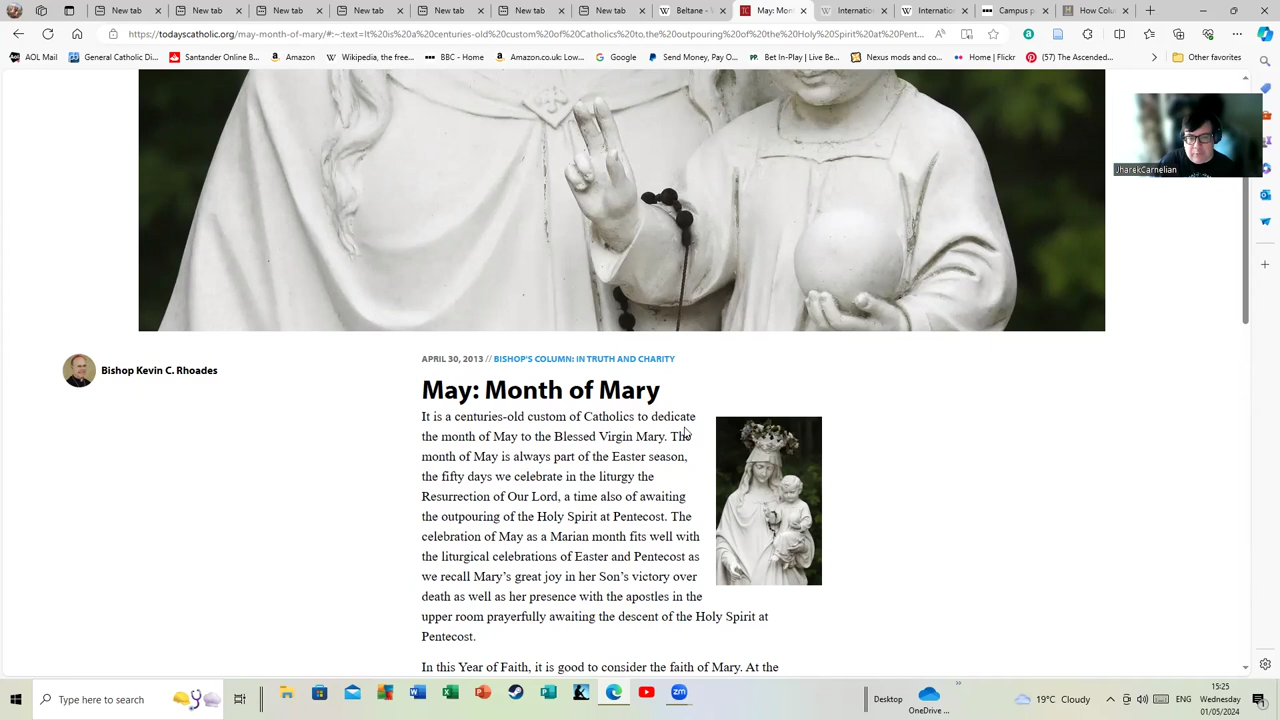 New tab
New tab
New tab
New tab
New tab
New tab
New tab
Beltane -
May: Mon
Internation
Internation
Campus p
How Colu
https://todayscatholic.org/may-month-of-mary/#:~:text=It%20is%20a%20centuries-old%20custom%20of%20Catholics%20to,the%20outpouring%20of%20the%20Holy%20Spirit%20at%20Pent...
AOL Mail
General Catholic Di...
Santander Online B...
Amazon
Wikipedia, the free...
BBC - Home
Amazon.co.uk: Low...
Google
Send Money, Pay O...
Bet In-Play | Live Be...
Nexus mods and co...
Home | Flickr
(57) The Ascended...
Other favorites
JharekCarnelian
Bishop Kevin C. Rhoades
APRIL 30, 2013 // BISHOP'S COLUMN: IN TRUTH AND CHARITY
May: Month of Mary
It is a centuries-old custom of Catholics to dedicate
the month of May to the Blessed Virgin Mary. The
month of May is always part of the Easter season,
the fifty days we celebrate in the liturgy the
Resurrection of Our Lord, a time also of awaiting
the outpouring of the Holy Spirit at Pentecost. The
celebration of May as a Marian month fits well with
the liturgical celebrations of Easter and Pentecost as
we recall Mary's great joy in her Son's victory over
death as well as her presence with the apostles in the
upper room prayerfully awaiting the descent of the Holy Spirit at
Pentecost.
In this Year of Faith, it is good to consider the faith of Mary. At the
Type here to search
Desktop
OneDrive ...
19°C Cloudy
ENG
15:25
Wednesday
01/05/2024